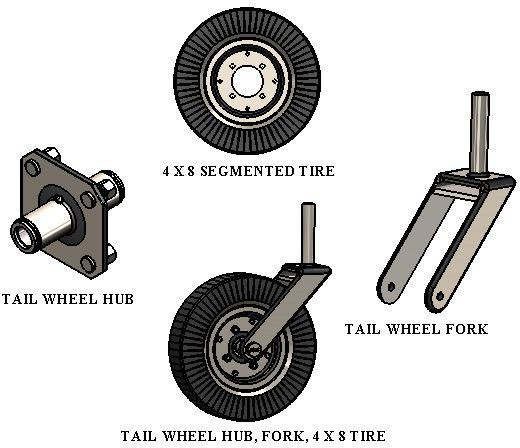 4 X 8 SEGMENTED TIRE
TAIL WHEEL HUB
TAIL WHEEL FORK
TAIL WHEEL HUB, FORK, 4 X 8 TIRE